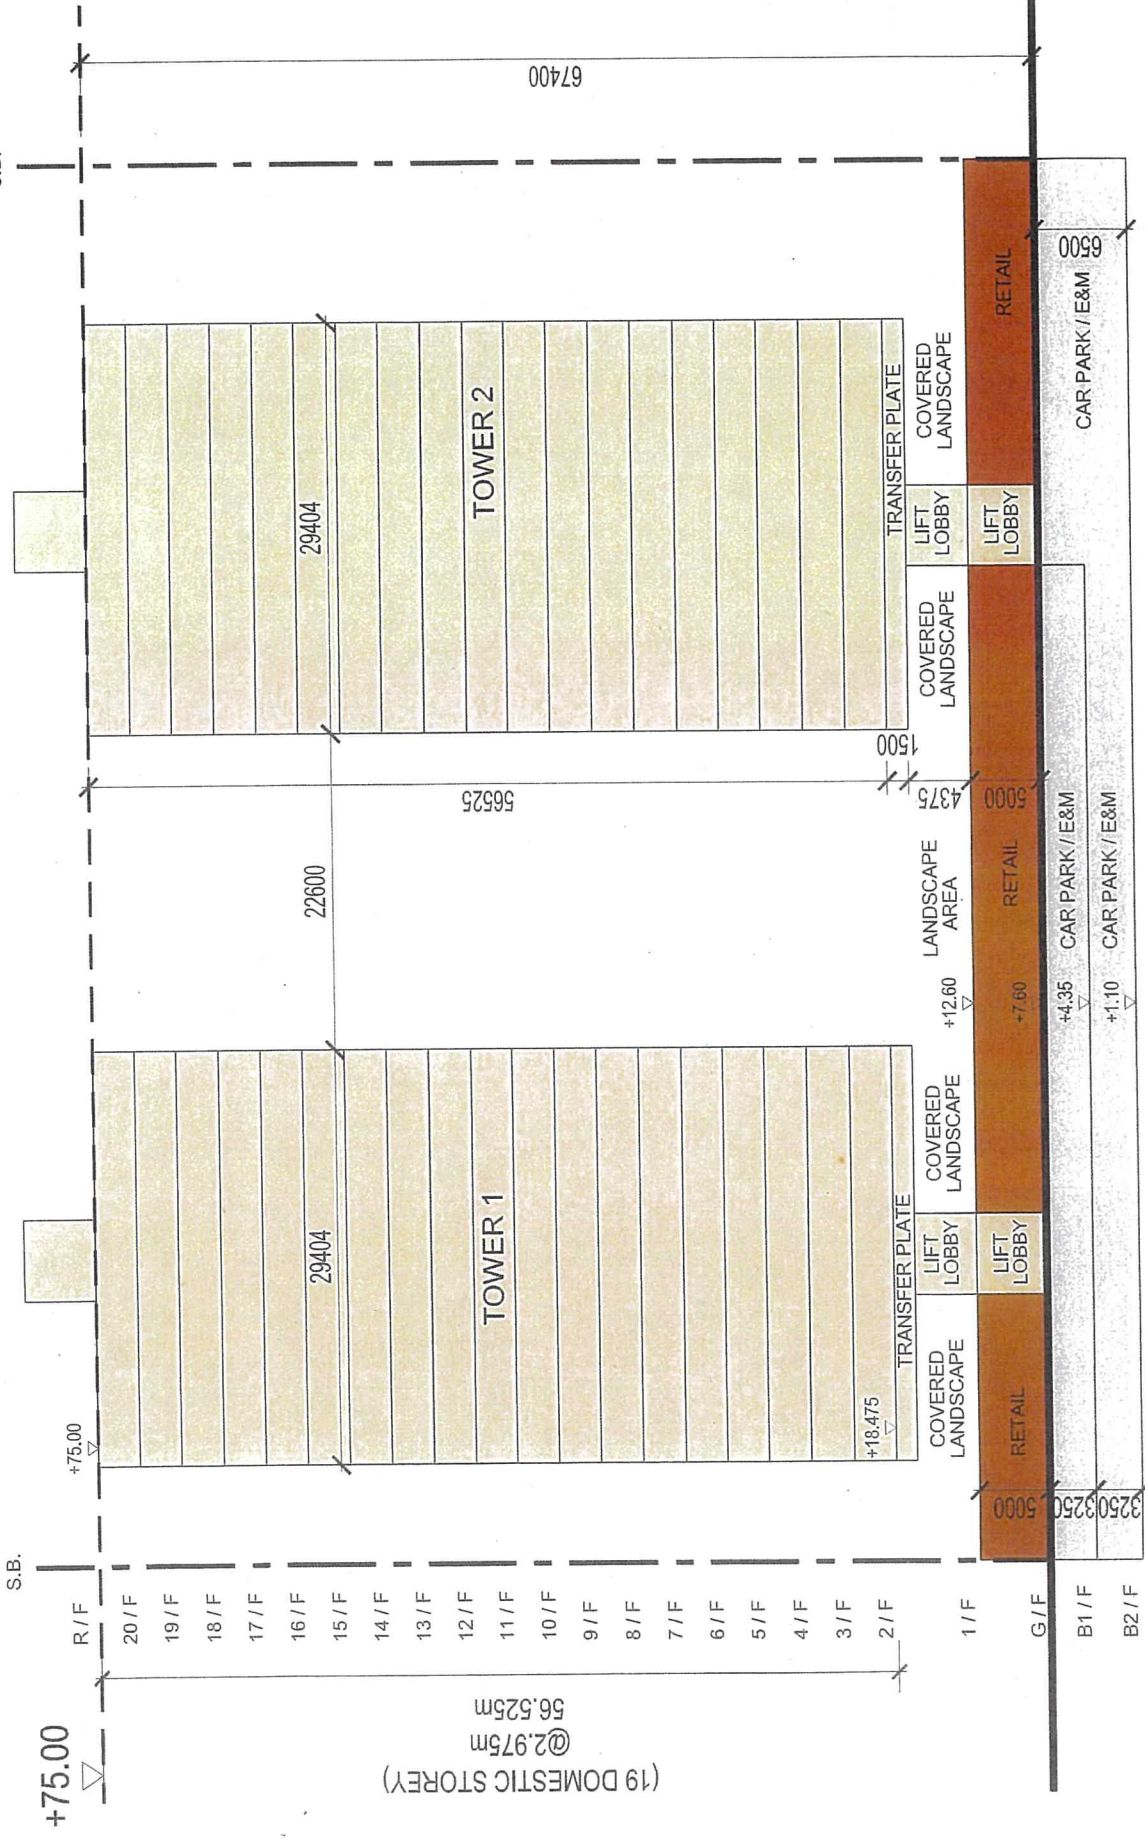 +75.00
S.B.
R / F
20 / F
19 / F
18 / F
17 / F
16 / F
15 / F
14 / F
13 / F
12 / F
11 / F
10 / F
9 / F
8 / F
7 / F
6 / F
5 / F
4 / F
3 / F
2 / F
1 / F
G / F
B1 / F
B2 / F
(19 DOMESTIC STOREY)
@2.975m
56.525m
+75.00
29404
TOWER 1
+18.475
TRANSFER PLATE
COVERED
LANDSCAPE
LIFT
LOBBY
COVERED
LANDSCAPE
RETAIL
LIFT
LOBBY
5000
3250
3250
22600
56525
1500
4375
5000
LANDSCAPE
AREA
+12.60
+7.60
RETAIL
+4.35
CAR PARK / E&M
+1.10
CAR PARK / E&M
29404
TOWER 2
TRANSFER PLATE
COVERED
LANDSCAPE
LIFT
LOBBY
COVERED
LANDSCAPE
LIFT
LOBBY
RETAIL
CAR PARK / E&M
6500
67400